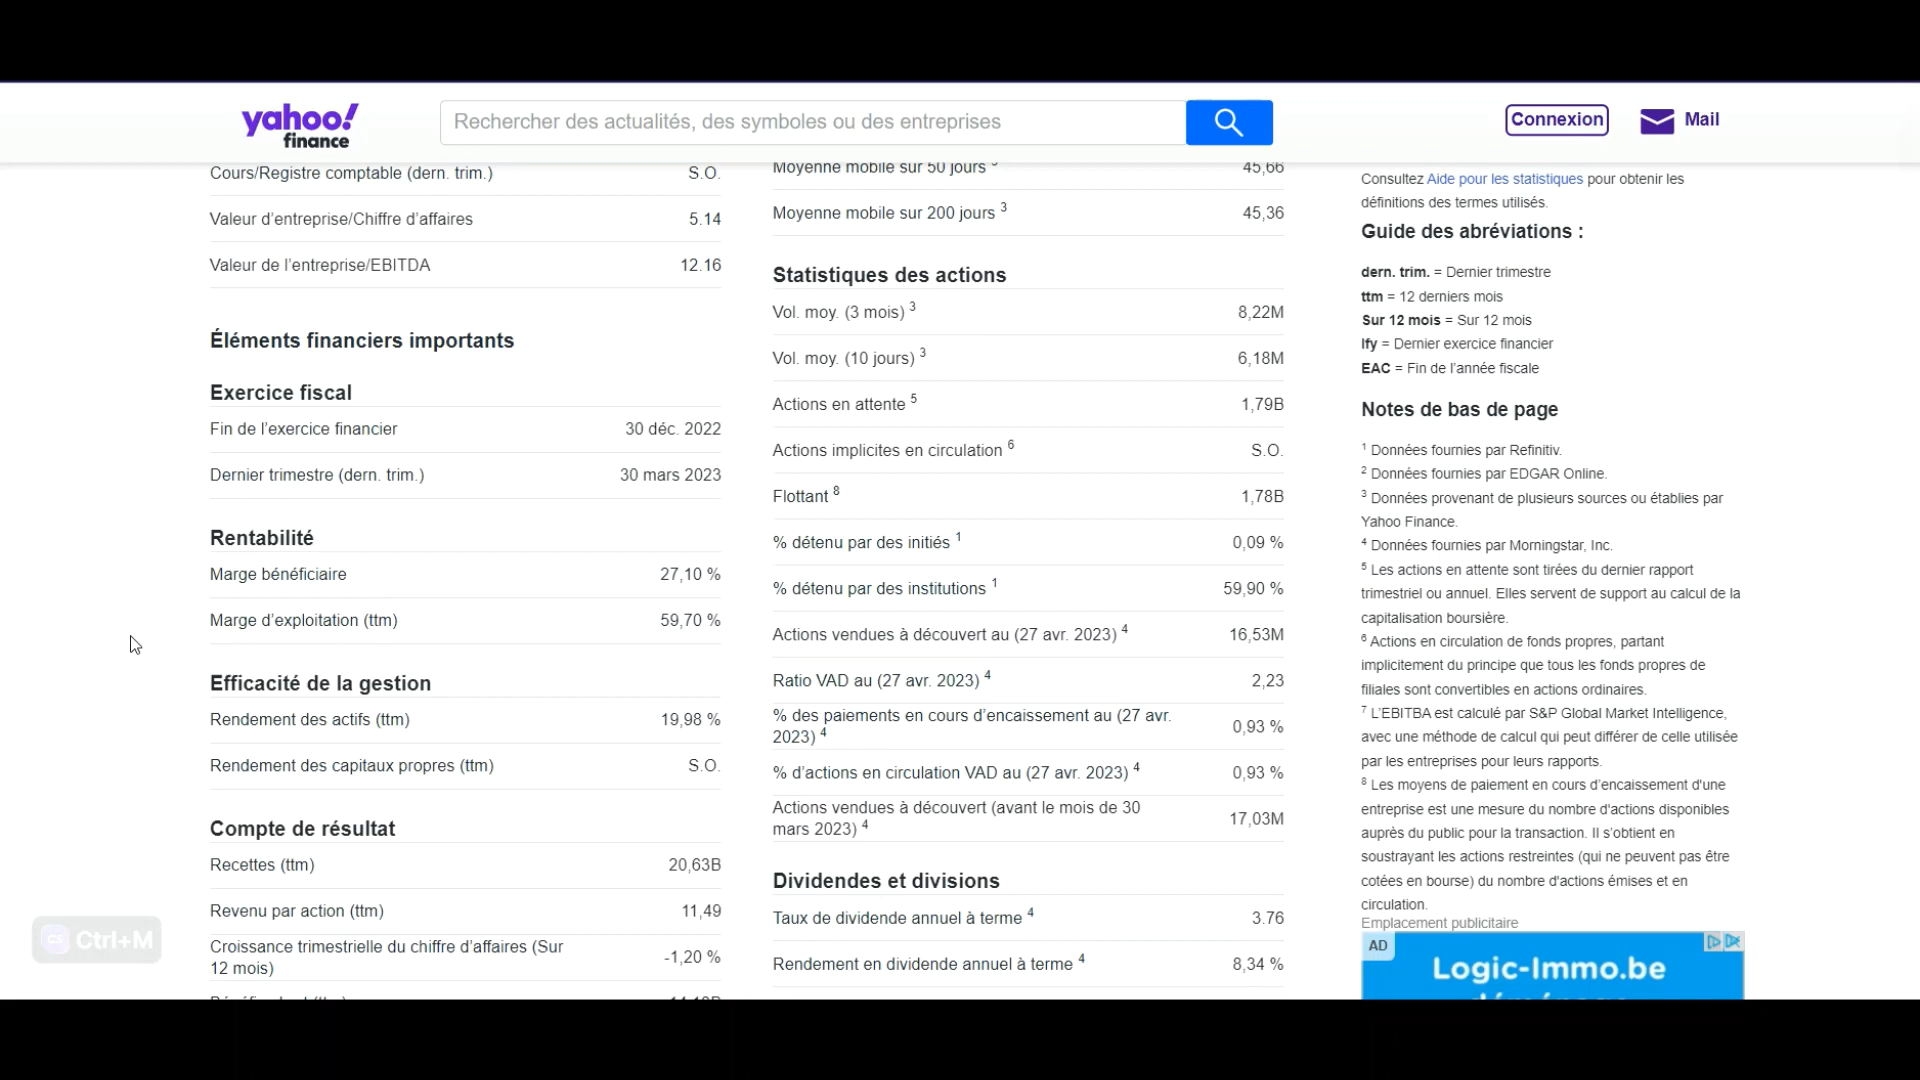 yahoo!
finance
Rechercher des actualités, des symboles ou des entreprises
Connexion
Mail
Cours/Registre comptable (dern. trim.) S.O.
Valeur d'entreprise/Chiffre d'affaires 5.14
Valeur de l'entreprise/EBITDA 12.16
Éléments financiers importants
Exercice fiscal
Fin de l'exercice financier 30 déc. 2022
Dernier trimestre (dern. trim.) 30 mars 2023
Rentabilité
Marge bénéficiaire 27,10 %
Marge d'exploitation (ttm) 59,70 %
Efficacité de la gestion
Rendement des actifs (ttm) 19,98 %
Rendement des capitaux propres (ttm) S.O.
Compte de résultat
Recettes (ttm) 20,63B
Revenu par action (ttm) 11,49
Croissance trimestrielle du chiffre d'affaires (Sur
12 mois) -1,20 %
Ctrl+M
Moyenne mobile sur 50 jours 45,66
Moyenne mobile sur 200 jours 3 45,36
Statistiques des actions
Vol. moy. (3 mois) 3 8,22M
Vol. moy. (10 jours) 3 6,18M
Actions en attente 5 1,79B
Actions implicites en circulation 6 S.O.
Flottant 8 1,78B
% détenu par des initiés 1 0,09 %
% détenu par des institutions 1 59,90 %
Actions vendues à découvert au (27 avr. 2023) 4 16,53M
Ratio VAD au (27 avr. 2023) 4 2,23
% des paiements en cours d'encaissement au (27 avr.
2023) 4 0,93 %
% d'actions en circulation VAD au (27 avr. 2023) 4 0,93 %
Actions vendues à découvert (avant le mois de 30
mars 2023) 4 17,03M
Dividendes et divisions
Taux de dividende annuel à terme 4 3.76
Rendement en dividende annuel à terme 4 8,34 %
Consultez Aide pour les statistiques pour obtenir les
définitions des termes utilisés.
Guide des abréviations :
dern. trim. = Dernier trimestre
ttm = 12 derniers mois
Sur 12 mois = Sur 12 mois
lfy = Dernier exercice financier
EAC = Fin de l'année fiscale
Notes de bas de page
1 Données fournies par Refinitiv.
2 Données fournies par EDGAR Online.
3 Données provenant de plusieurs sources ou établies par
Yahoo Finance.
4 Données fournies par Morningstar, Inc.
5 Les actions en attente sont tirées du dernier rapport
trimestriel ou annuel. Elles servent de support au calcul de la
capitalisation boursière.
6 Actions en circulation de fonds propres, partant
implicitement du principe que tous les fonds propres de
filiales sont convertibles en actions ordinaires.
7 L'EBITBA est calculé par S&P Global Market Intelligence,
avec une méthode de calcul qui peut différer de celle utilisée
par les entreprises pour leurs rapports.
8 Les moyens de paiement en cours d'encaissement d'une
entreprise est une mesure du nombre d'actions disponibles
auprès du public pour la transaction. Il s'obtient en
soustrayant les actions restreintes (qui ne peuvent pas être
cotées en bourse) du nombre d'actions émises et en
circulation.
Emplacement publicitaire
AD
Logic-Immo.be